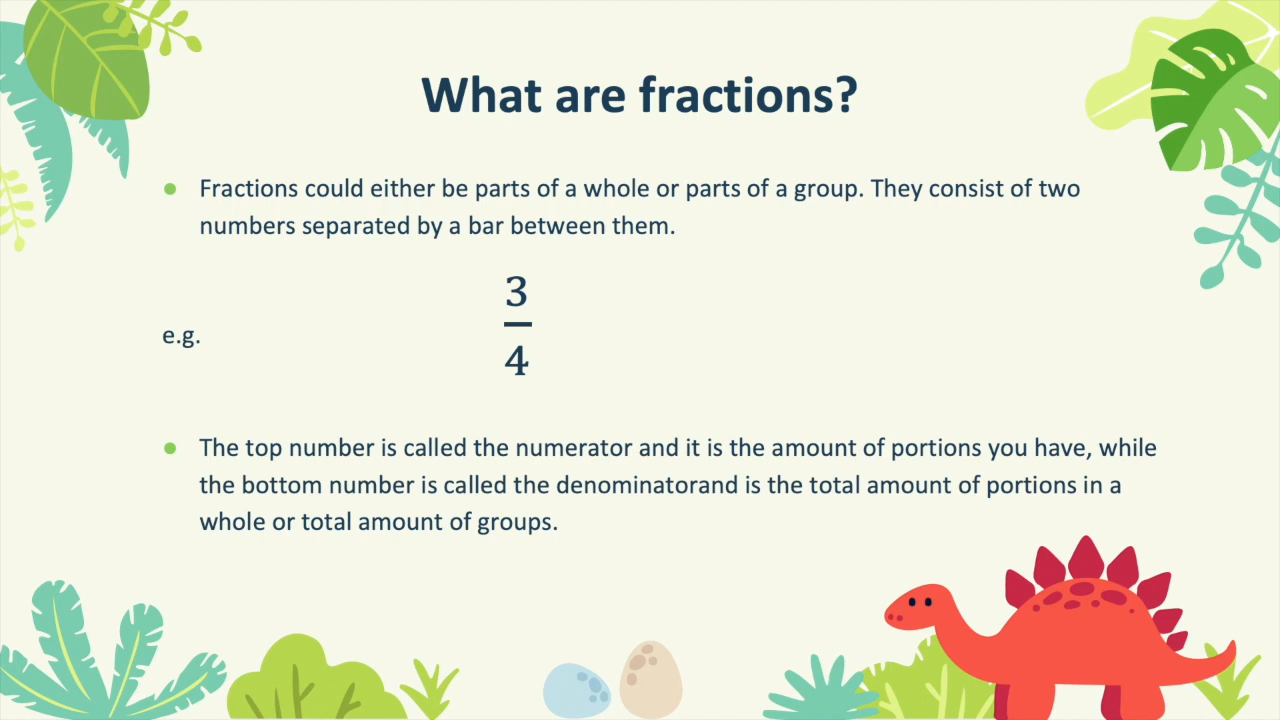 What are fractions?
Fractions could either be parts of a whole or parts of a group. They consist of two
numbers separated by a bar between them.
3
4
e.g.
The top number is called the numerator and it is the amount of portions you have, while
the bottom number is called the denominatorand is the total amount of portions in a
whole or total amount of groups.